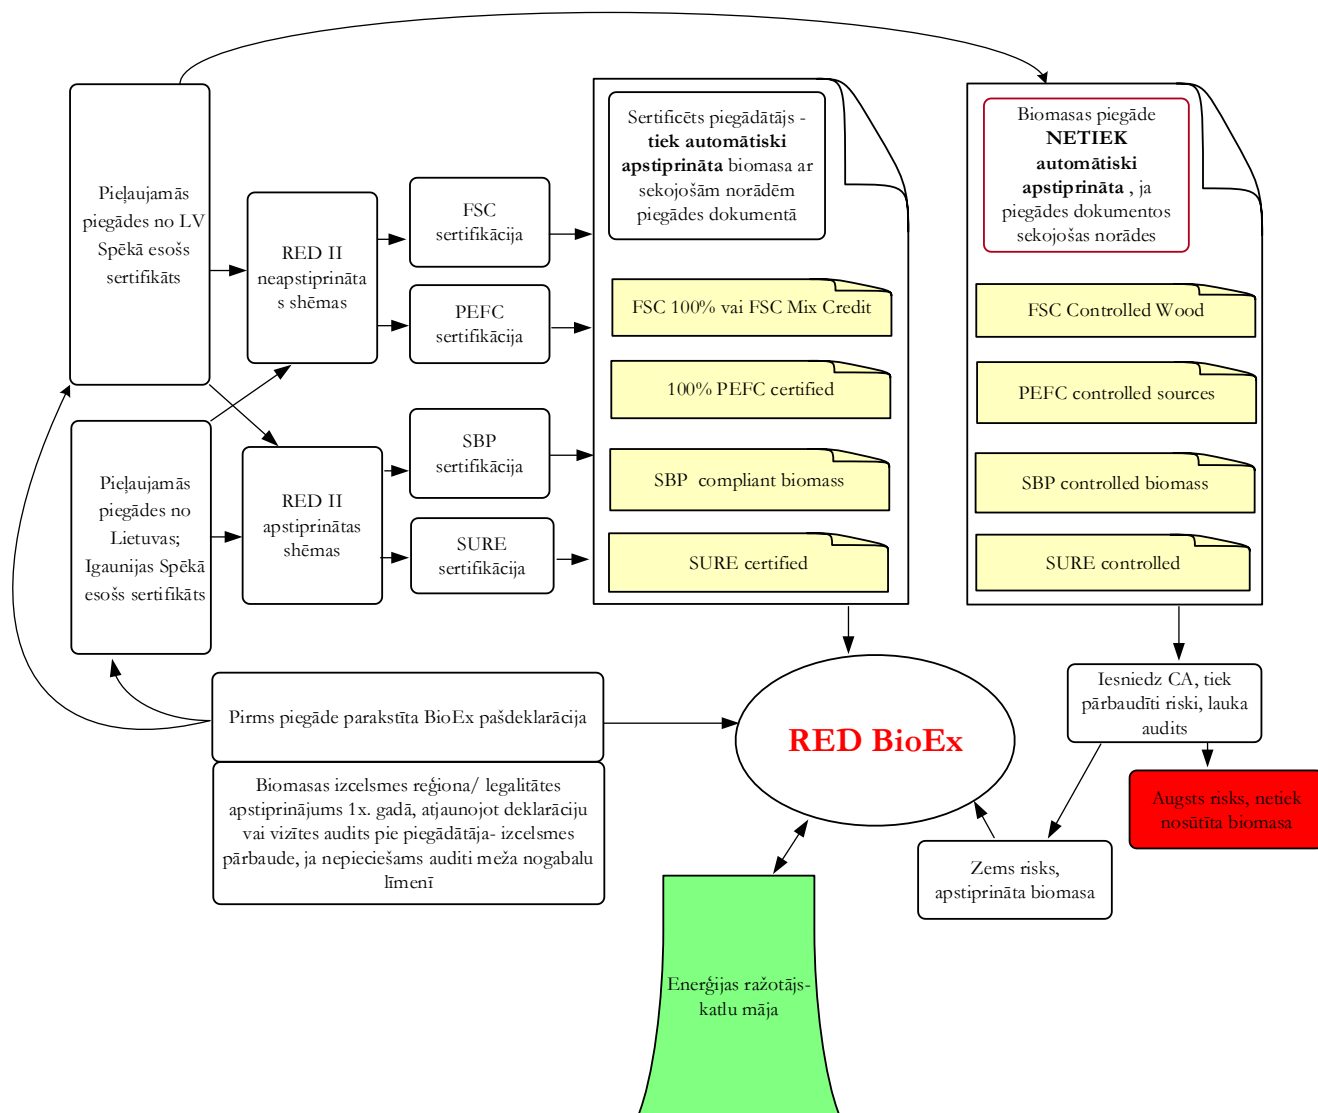 Pieļaujamās
piegādes no LV
Spēkā esošs
sertifikāts
Pieļaujamās
piegādes no
Lietuvas;
Igaunijas Spēkā
esošs sertifikāts
RED II
neapstiprināta
s shēmas
RED II
apstiprinātas
shēmas
FSC
sertifikācija
PEFC
sertifikācija
SBP
sertifikācija
SURE
sertifikācija
Sertificēts piegādātājs -
tiek automātiski
apstiprināta biomasa ar
sekojošām norādēm
piegādes dokumentā
FSC 100% vai FSC Mix Credit
100% PEFC certified
SBP compliant biomass
SURE certified
Biomasas piegāde
NETIEK
automātiski
apstiprināta , ja
piegādes dokumentos
sekojošas norādes
FSC Controlled Wood
PEFC controlled sources
SBP controlled biomass
SURE controlled
Pirms piegāde parakstīta BioEx pašdeklarācija
Biomasas izcelsmes reģiona/ legalitātes
apstiprinājums 1x. gadā, atjaunojot deklarāciju
vai vizītes audits pie piegādātāja- izcelsmes
pārbaude, ja nepieciešams auditi meža nogabalu
līmenī
RED BioEx
Iesniedz CA, tiek
pārbaudīti riski, lauka
audits
Augsts risks, netiek
nosūtīta biomasa
Zems risks,
apstiprināta biomasa
Enerģijas ražotājs-
katlu māja